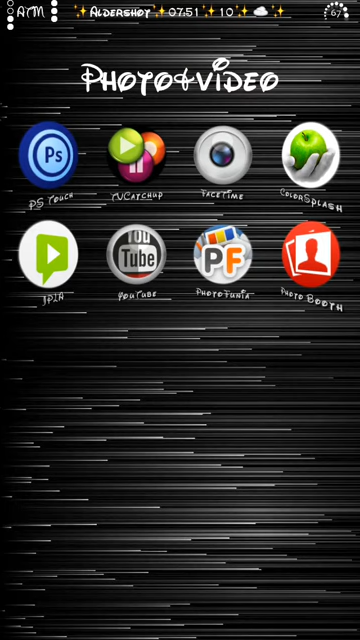 ATM ✨ALDERSHOT✨07:51✨10✨☁✨ 67
PHOTO&VIDEO
Ps PS TOUCH
TVCATCHUP
FACETIME
COLORSPLASH
You Tube YOUTUBE
PF PHOTOFUNIA
PHOTO BOOTH